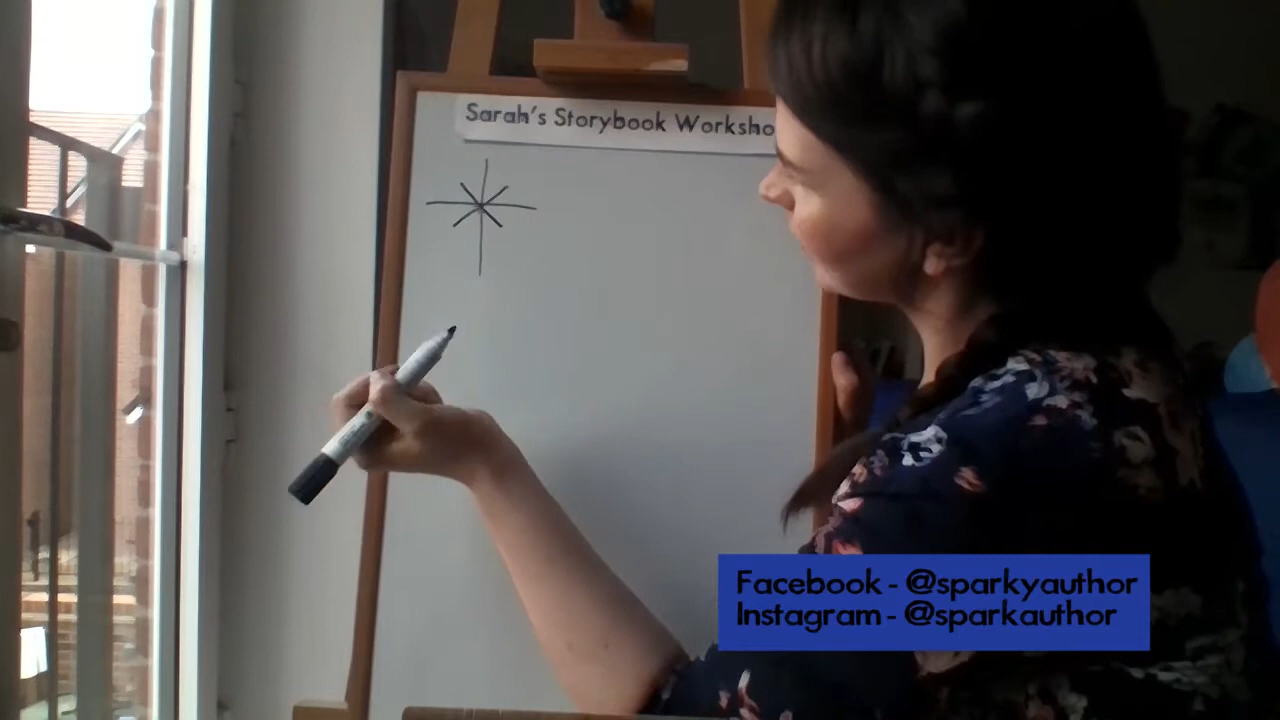 Sarah's Storybook Worksho
Facebook - @sparkyauthor
Instagram - @sparkauthor